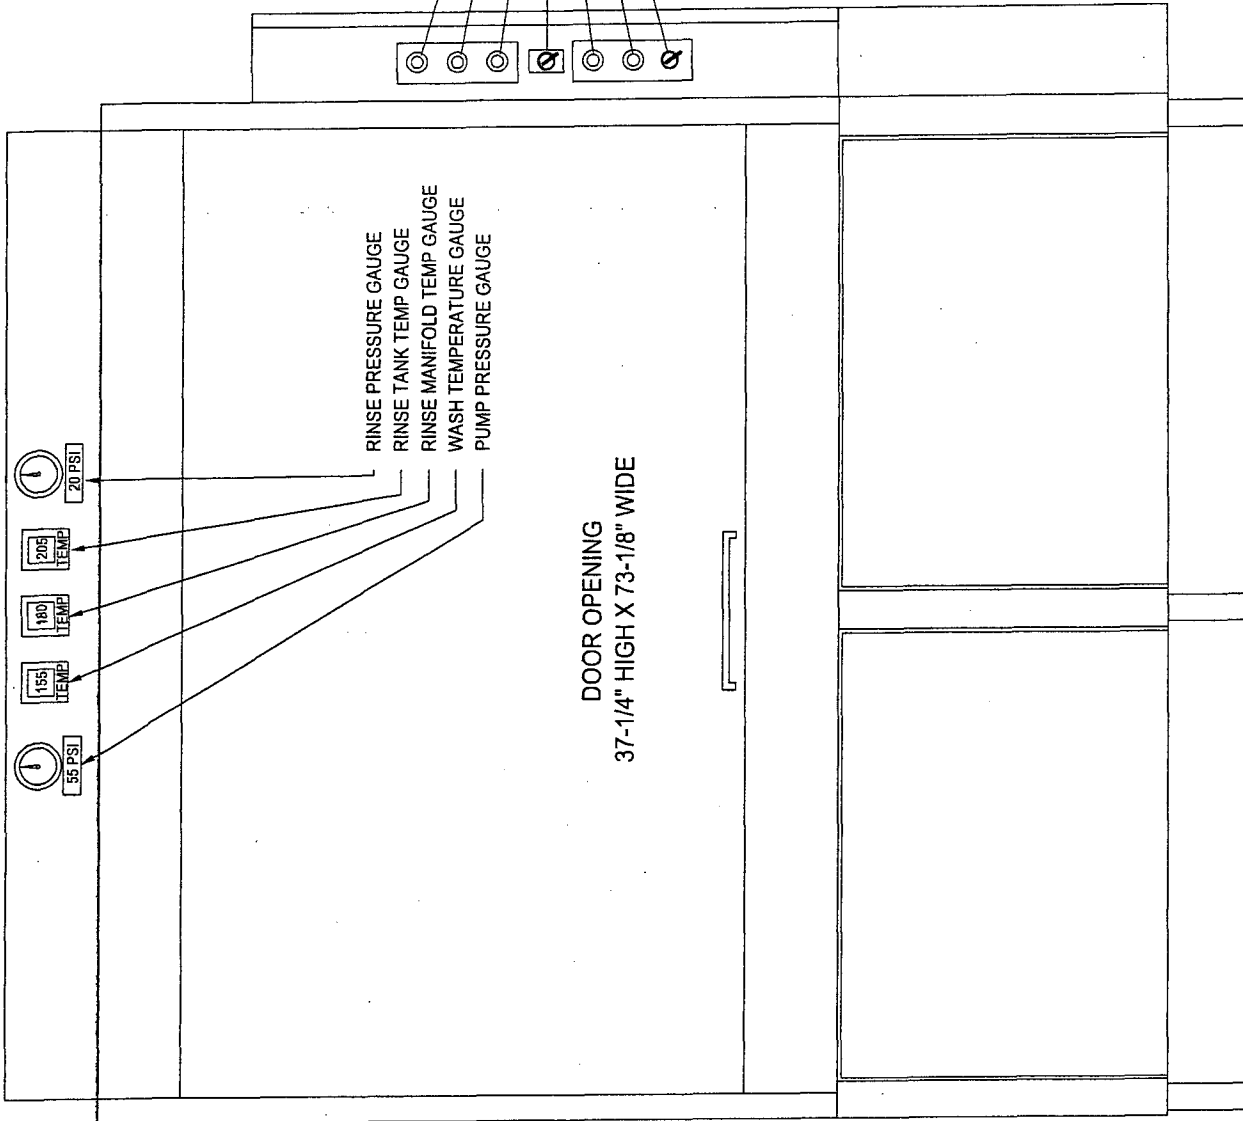 55 PSI
155
TEMP
180
TEMP
205
TEMP
20 PSI
RINSE PRESSURE GAUGE
RINSE TANK TEMP GAUGE
RINSE MANIFOLD TEMP GAUGE
WASH TEMPERATURE GAUGE
PUMP PRESSURE GAUGE
DOOR OPENING
37-1/4" HIGH X 73-1/8" WIDE